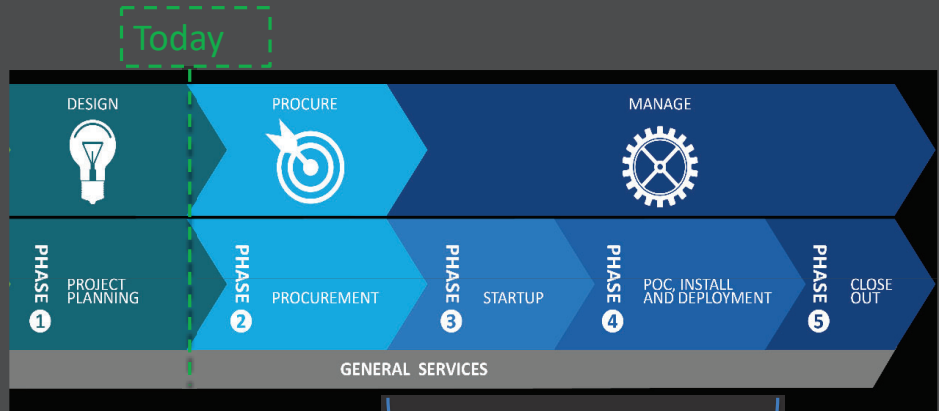 Today
DESIGN
PROCURE
MANAGE
PHASE 1
PROJECT
PLANNING
PHASE 2
PROCUREMENT
PHASE 3
STARTUP
PHASE 4
POC, INSTALL
AND DEPLOYMENT
PHASE 5
CLOSE
OUT
GENERAL SERVICES